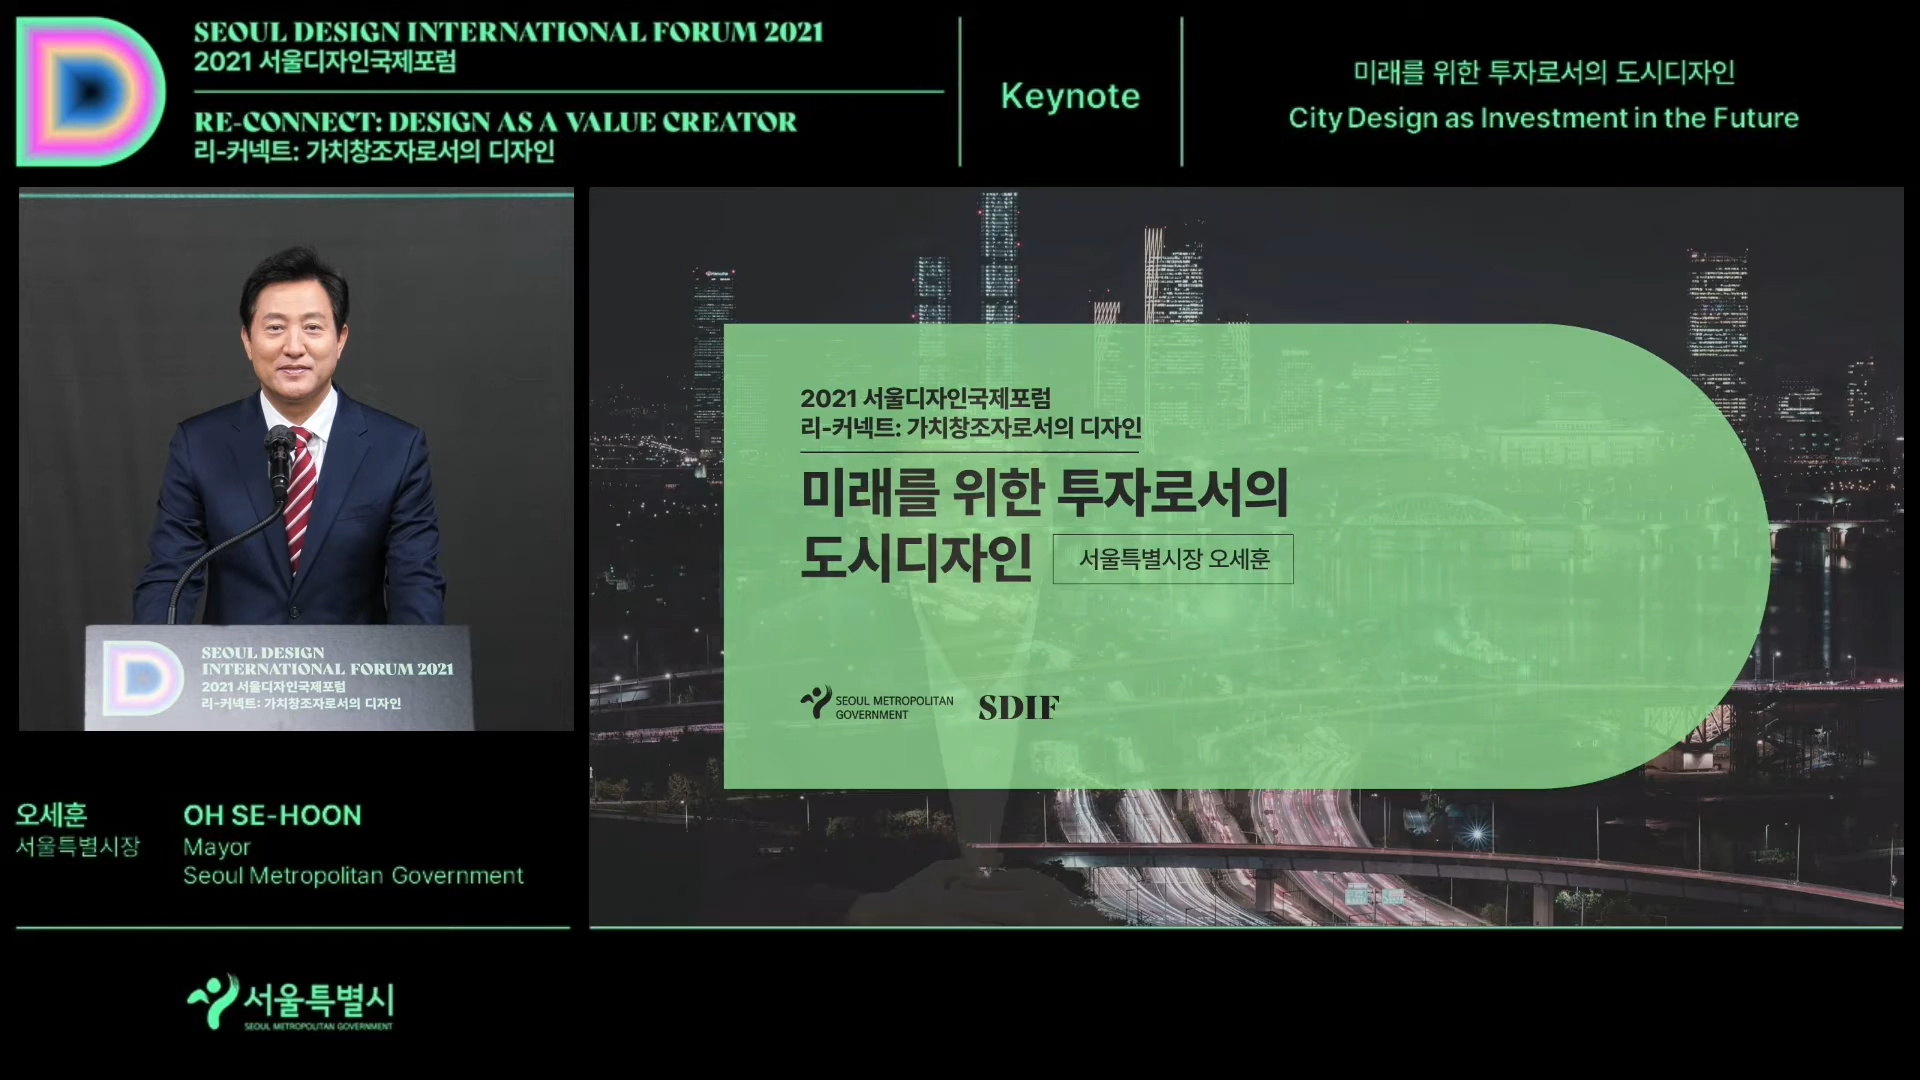 SEOUL DESIGN INTERNATIONAL FORUM 2021
2021 서울디자인국제포럼
RE-CONNECT: DESIGN AS A VALUE CREATOR
리-커넥트: 가치창조자로서의 디자인
Keynote
미래를 위한 투자로서의 도시디자인
City Design as Investment in the Future
SEOUL DESIGN
INTERNATIONAL FORUM 2021
2021 서울디자인국제포럼
리-커넥트: 가치창조자로서의 디자인
2021 서울디자인국제포럼
리-커넥트: 가치창조자로서의 디자인
미래를 위한 투자로서의
도시디자인
서울특별시장 오세훈
SEOUL METROPOLITAN
GOVERNMENT
SDIF
오세훈
서울특별시장
OH SE-HOON
Mayor
Seoul Metropolitan Government
서울특별시
SEOUL METROPOLITAN GOVERNMENT